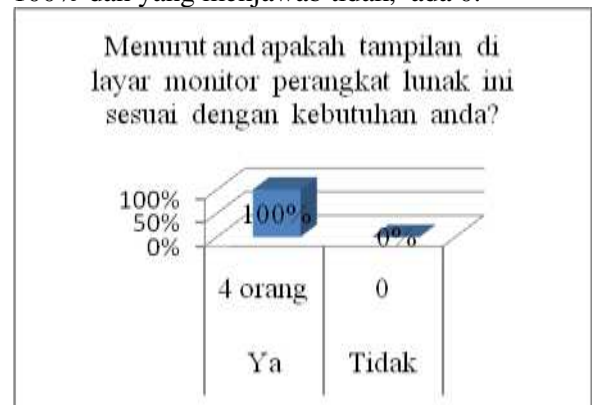 100% dan yang menjawab tidak, ada 0.
Menurut and apakah tampilan di
layar monitor perangkat lunak ini
sesuai dengan kebutuhan anda?
100%
50%
0%
100%
0%
4 orang
0
Ya
Tidak